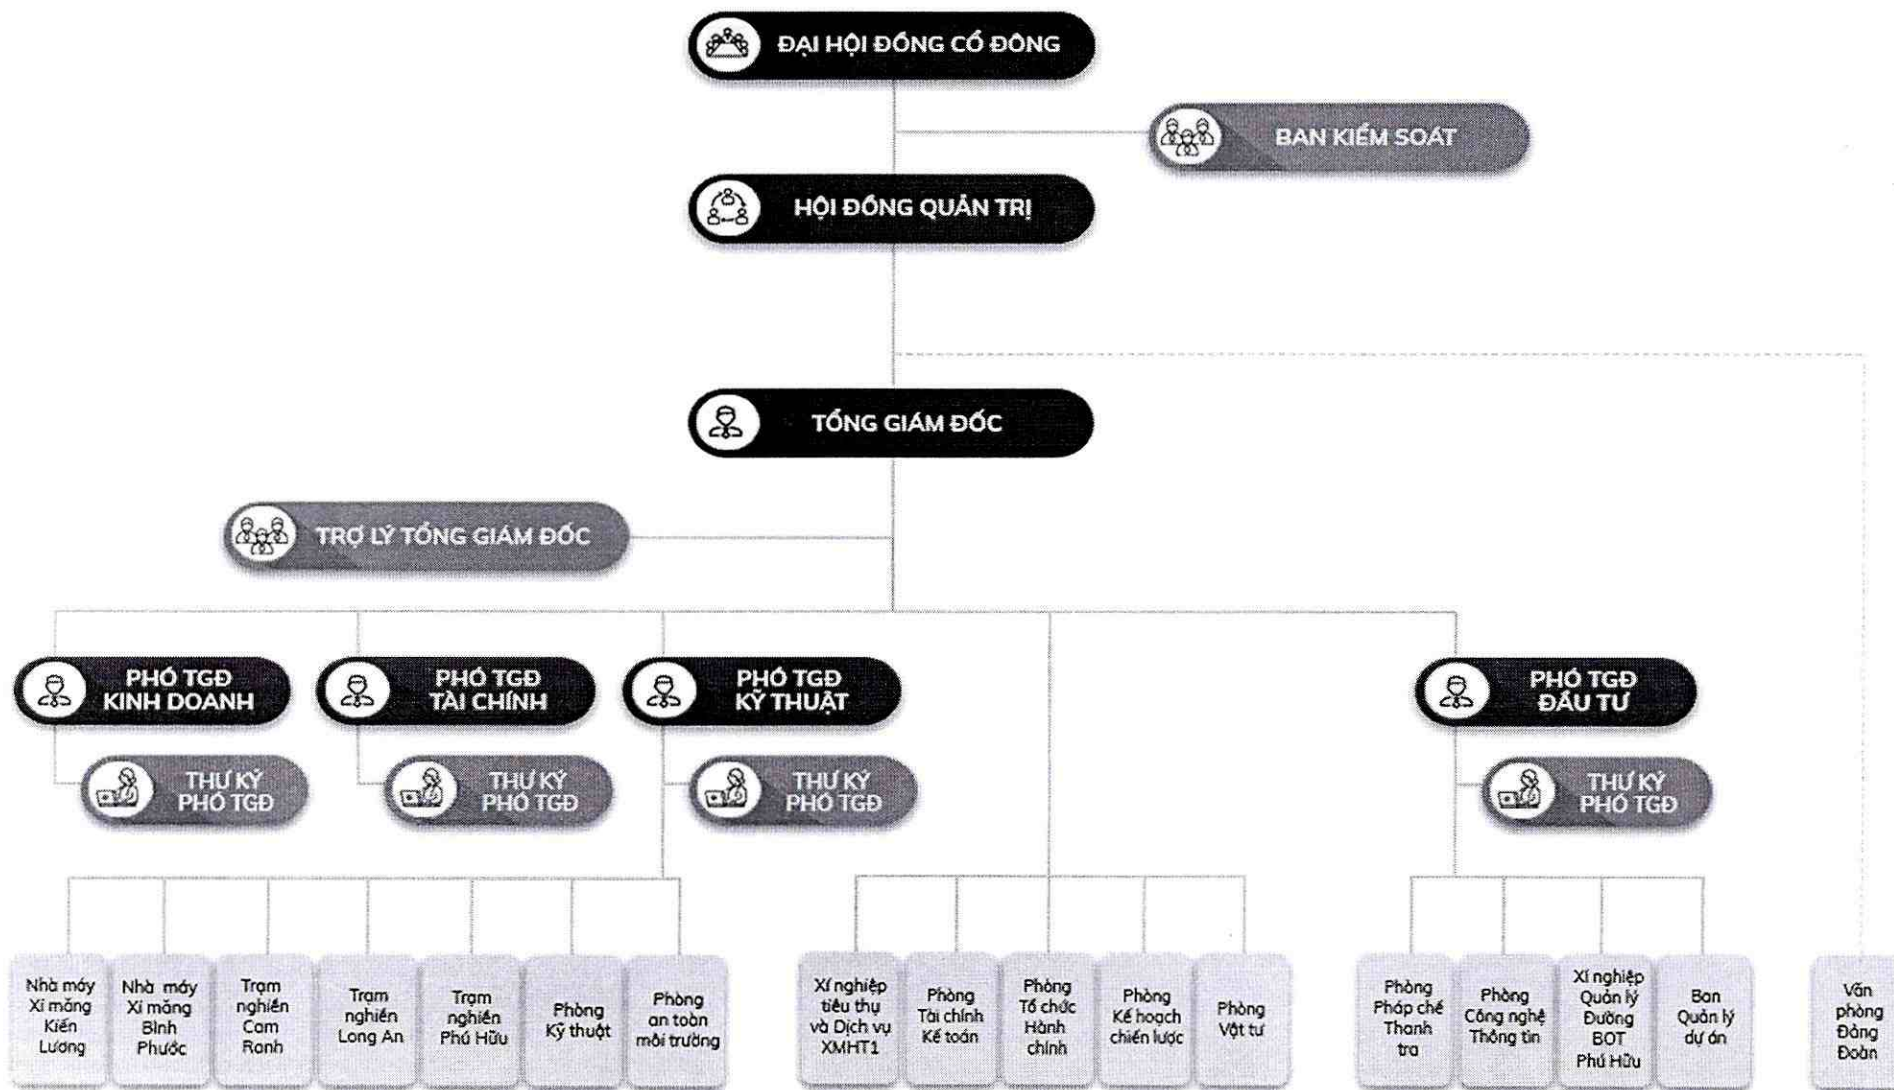 ĐẠI HỘI ĐỒNG CỔ ĐÔNG
BAN KIỂM SOÁT
HỘI ĐỒNG QUẢN TRỊ
TỔNG GIÁM ĐỐC
TRỢ LÝ TỔNG GIÁM ĐỐC
PHÓ TGĐ
KINH DOANH
PHÓ TGĐ
TÀI CHÍNH
PHÓ TGĐ
KỸ THUẬT
PHÓ TGĐ
ĐẦU TƯ
THƯ KÝ
PHÓ TGĐ
THƯ KÝ
PHÓ TGĐ
THƯ KÝ
PHÓ TGĐ
THƯ KÝ
PHÓ TGĐ
Nhà máy
Xi măng
Kiên
Lương
Nhà máy
Xi măng
Bình
Phước
Trạm
nghiền
Cam
Ranh
Trạm
nghiền
Long An
Trạm
nghiền
Phú Hữu
Phòng
Kỹ thuật
Phòng
an toàn
môi trường
Xí nghiệp
tiêu thụ
và Dịch vụ
XMHT1
Phòng
Tài chính
Kế toán
Phòng
Tổ chức
Hành
chính
Phòng
Kế hoạch
chiến lược
Phòng
Vật tư
Phòng
Pháp chế
Thanh
tra
Phòng
Công nghệ
Thông tin
Xí nghiệp
Quản lý
Đường
BOT
Phú Hữu
Ban
Quản lý
dự án
Văn
phòng
Đảng
Đoàn